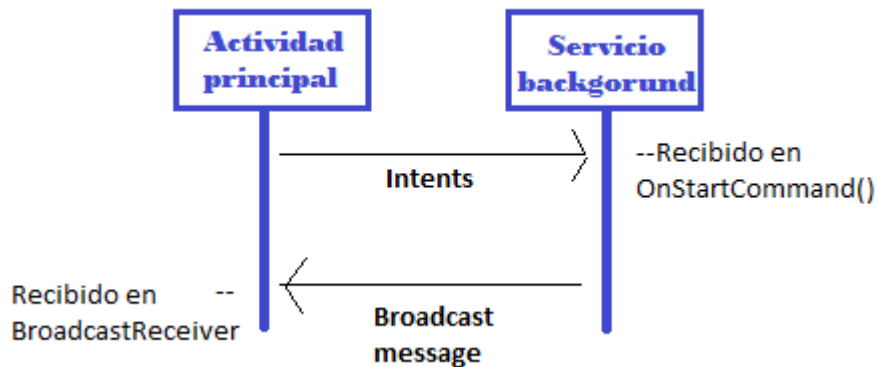 Actividad
principal
Servicio
backgorund
Intents
--Recibido en
OnStartCommand()
Recibido en --
BroadcastReceiver
Broadcast
message